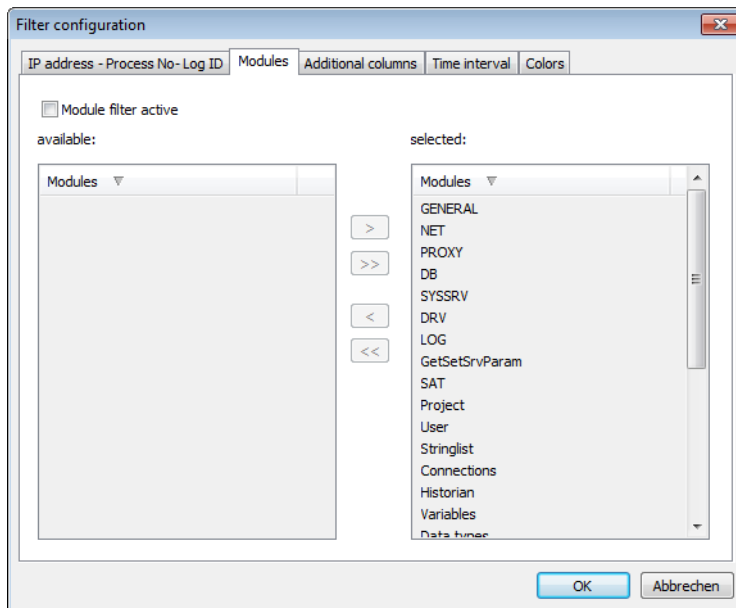 Filter configuration
IP address - Process No- Log ID Modules Additional columns Time interval Colors
Module filter active
available: selected:
Modules Modules
GENERAL
NET
> PROXY
>> DB
SYSSRV
< DRV
LOG
<< GetSetSrvParam
SAT
Project
User
Stringlist
Connections
Historian
Variables
Data types
OK Abbrechen